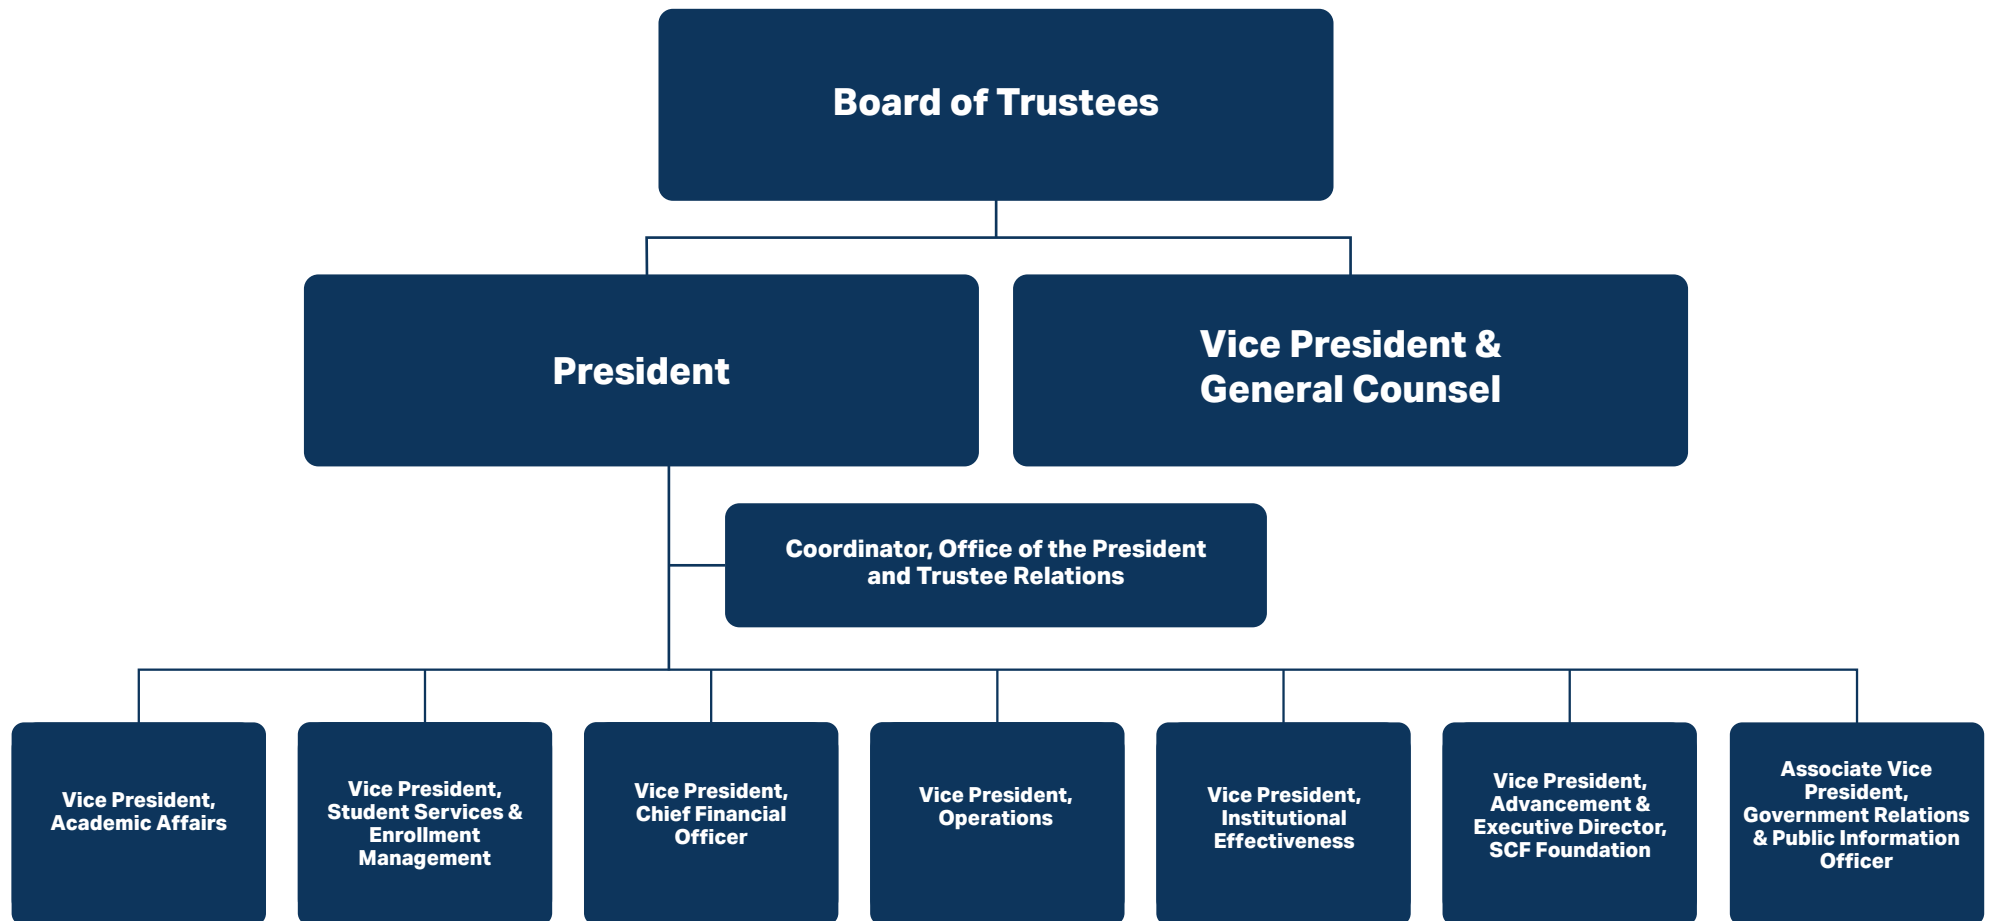 Board of Trustees
President
Vice President &
General Counsel
Coordinator, Office of the President
and Trustee Relations
Vice President,
Academic Affairs
Vice President,
Student Services &
Enrollment
Management
Vice President,
Chief Financial
Officer
Vice President,
Operations
Vice President,
Institutional
Effectiveness
Vice President,
Advancement &
Executive Director,
SCF Foundation
Associate Vice
President,
Government Relations
& Public Information
Officer